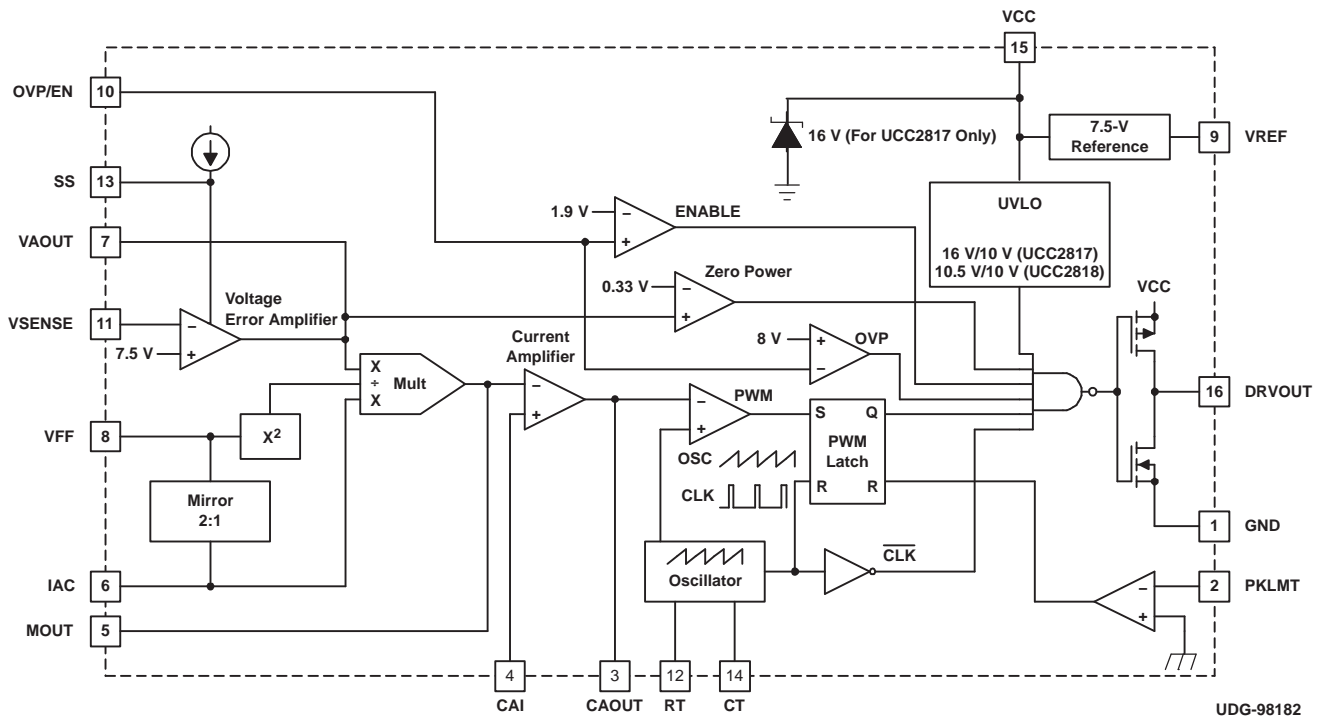 VCC
15
OVP/EN
10
16 V (For UCC2817 Only)
7.5-V
Reference
9
VREF
SS
13
UVLO
16 V/10 V (UCC2817)
10.5 V/10 V (UCC2818)
1.9 V
−
+
ENABLE
VAOUT
7
0.33 V
−
+
Zero Power
VCC
VSENSE
11
7.5 V
−
+
Voltage
Error Amplifier
8 V
+
−
OVP
Current
Amplifier
−
+
X
÷
X
Mult
PWM
−
+
S
Q
PWM
Latch
R
R
16
DRVOUT
VFF
8
X2
OSC
CLK
Mirror
2:1
1
GND
Oscillator
CLK
IAC
6
−
+
2
PKLMT
MOUT
5
4
3
12
14
CAI
CAOUT
RT
CT
UDG-98182